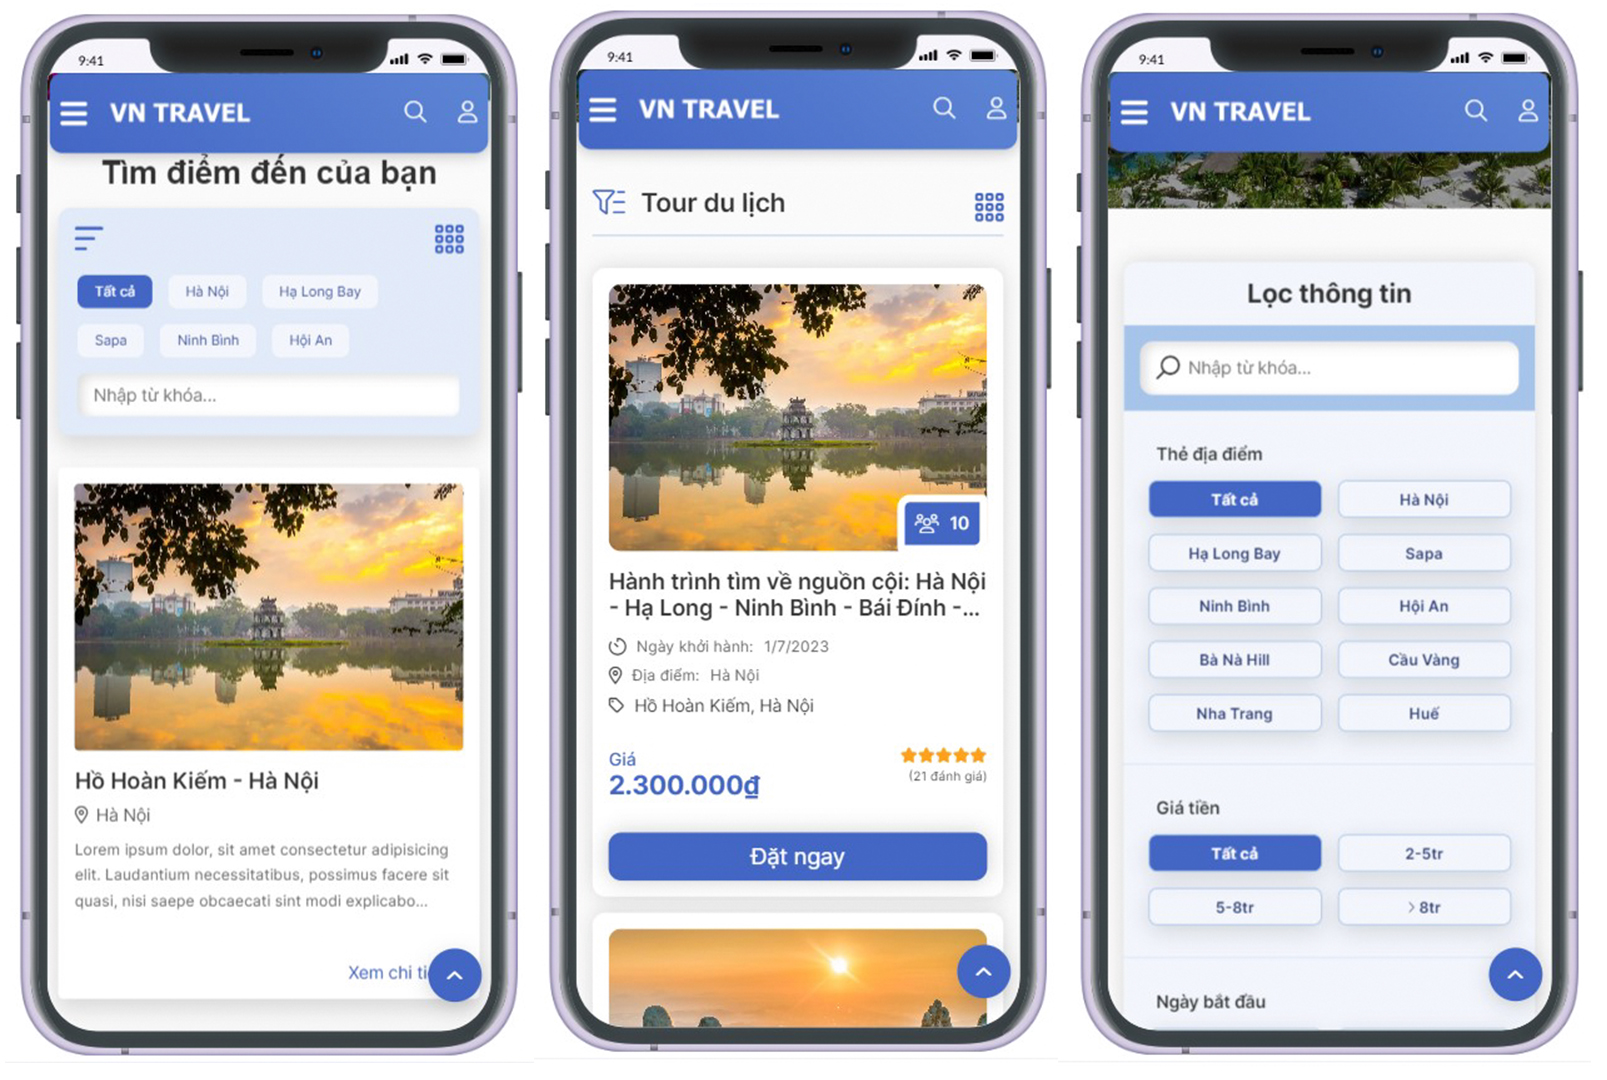 9:41
VN TRAVEL
Tìm điểm đến của bạn
Tất cả
Hà Nội
Hạ Long Bay
Sapa
Ninh Bình
Hội An
Nhập từ khóa...
Hồ Hoàn Kiếm - Hà Nội
Hà Nội
Lorem ipsum dolor, sit amet consectetur adipisicing
elit. Laudantium necessitatibus, possimus facere sit
quasi, nisi saepe obcaecati sint modi explicabo...
Xem chi ti
9:41
VN TRAVEL
Tour du lịch
10
Hành trình tìm về nguồn cội: Hà Nội
- Hạ Long - Ninh Bình - Bái Đính -...
Ngày khởi hành: 1/7/2023
Địa điểm: Hà Nội
Hồ Hoàn Kiếm, Hà Nội
Giá
2.300.000₫
(21 đánh giá)
Đặt ngay
9:41
VN TRAVEL
Lọc thông tin
Nhập từ khóa...
Thẻ địa điểm
Tất cả
Hà Nội
Hạ Long Bay
Sapa
Ninh Bình
Hội An
Bà Nà Hill
Cầu Vàng
Nha Trang
Huế
Giá tiền
Tất cả
2-5tr
5-8tr
> 8tr
Ngày bắt đầu